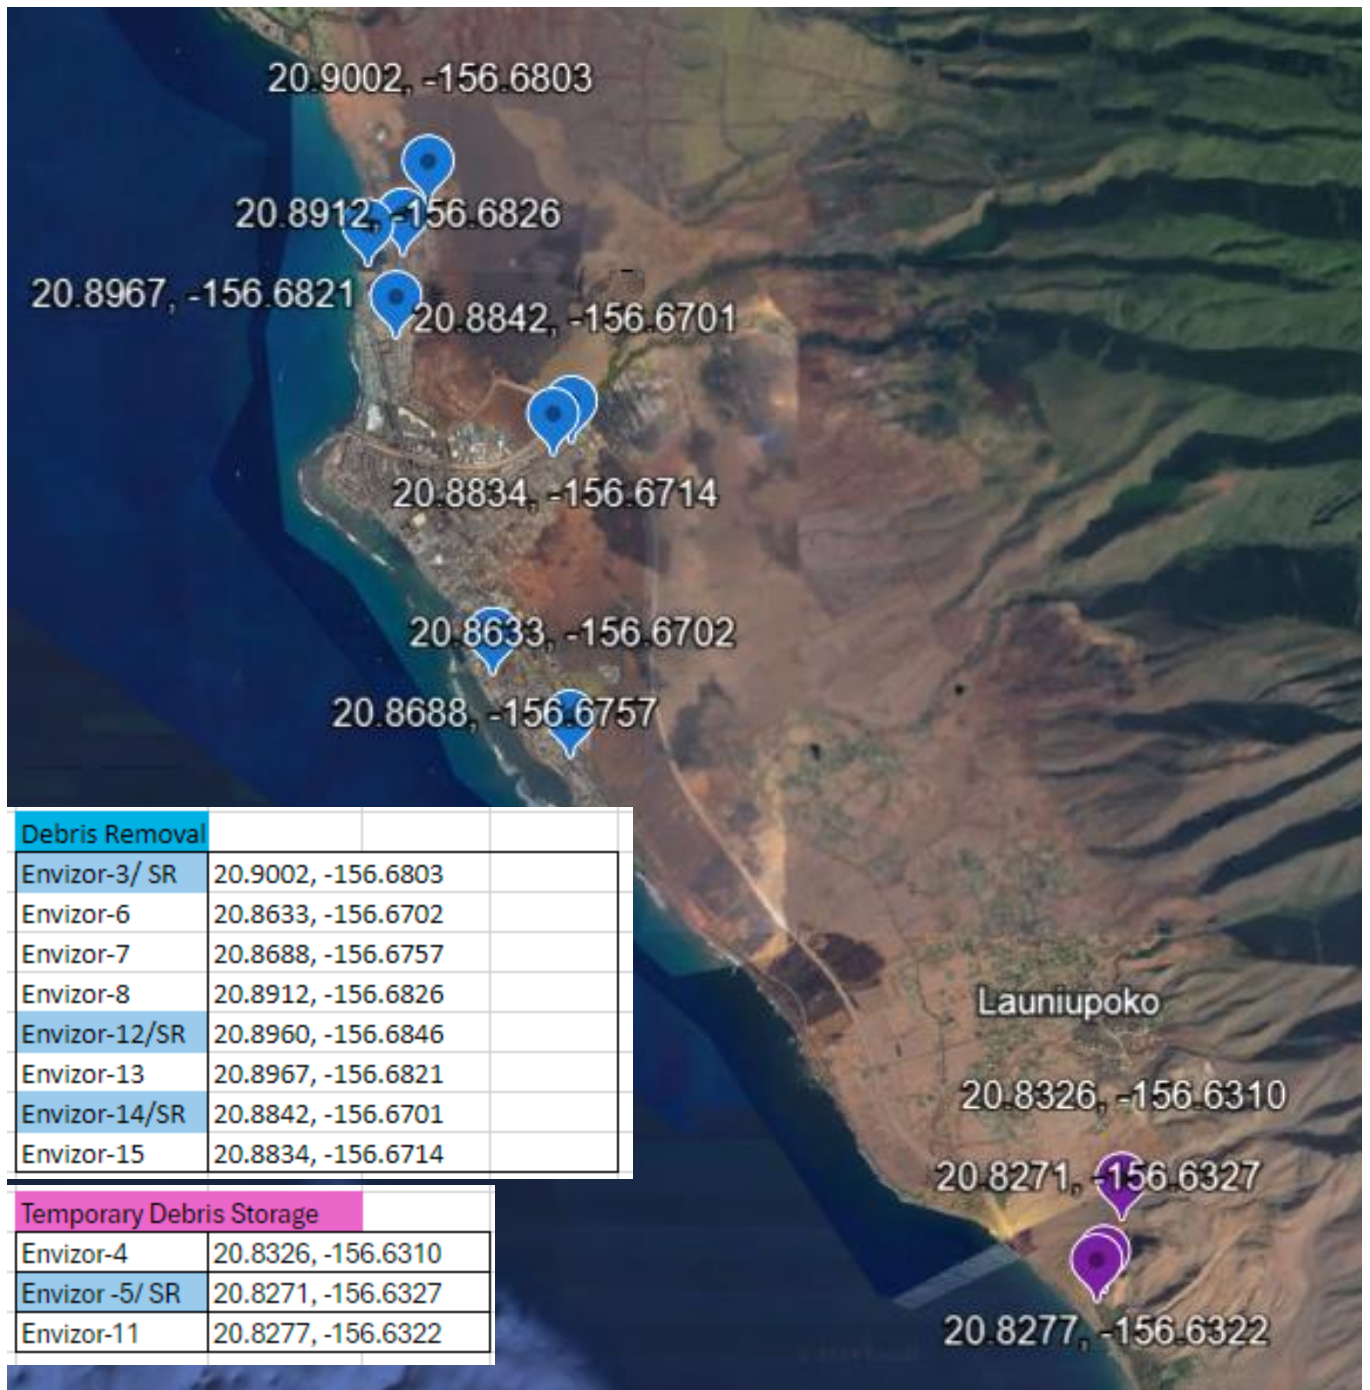 20.9002, -156.6803
20.8912, -156.6826
20.8967, -156.6821
20.8842, -156.6701
20.8834, -156.6714
20.8633, -156.6702
20.8688, -156.6757
Debris Removal
Envizor-3/ SR 20.9002, -156.6803
Envizor-6 20.8633, -156.6702
Envizor-7 20.8688, -156.6757
Envizor-8 20.8912, -156.6826
Envizor-12/SR 20.8960, -156.6846
Envizor-13 20.8967, -156.6821
Envizor-14/SR 20.8842, -156.6701
Envizor-15 20.8834, -156.6714
Launiupoko
20.8326, -156.6310
20.8271, -156.6327
20.8277, -156.6322
Temporary Debris Storage
Envizor-4 20.8326, -156.6310
Envizor -5/ SR 20.8271, -156.6327
Envizor-11 20.8277, -156.6322